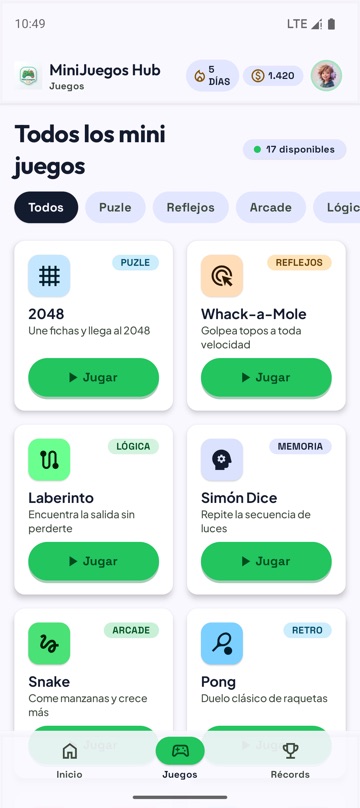 10:49
LTE
MiniJuegos Hub
Juegos
5
DÍAS
1.420
Todos los mini
juegos
17 disponibles
Todos
Puzle
Reflejos
Arcade
Lógic
PUZLE
2048
Une fichas y llega al 2048
Jugar
REFLEJOS
Whack-a-Mole
Golpea topos a toda
velocidad
Jugar
LÓGICA
Laberinto
Encuentra la salida sin
perderte
Jugar
MEMORIA
Simón Dice
Repite la secuencia de
luces
Jugar
ARCADE
Snake
Come manzanas y crece
más
Jugar
RETRO
Pong
Duelo clásico de raquetas
Jugar
Inicio
Juegos
Récords